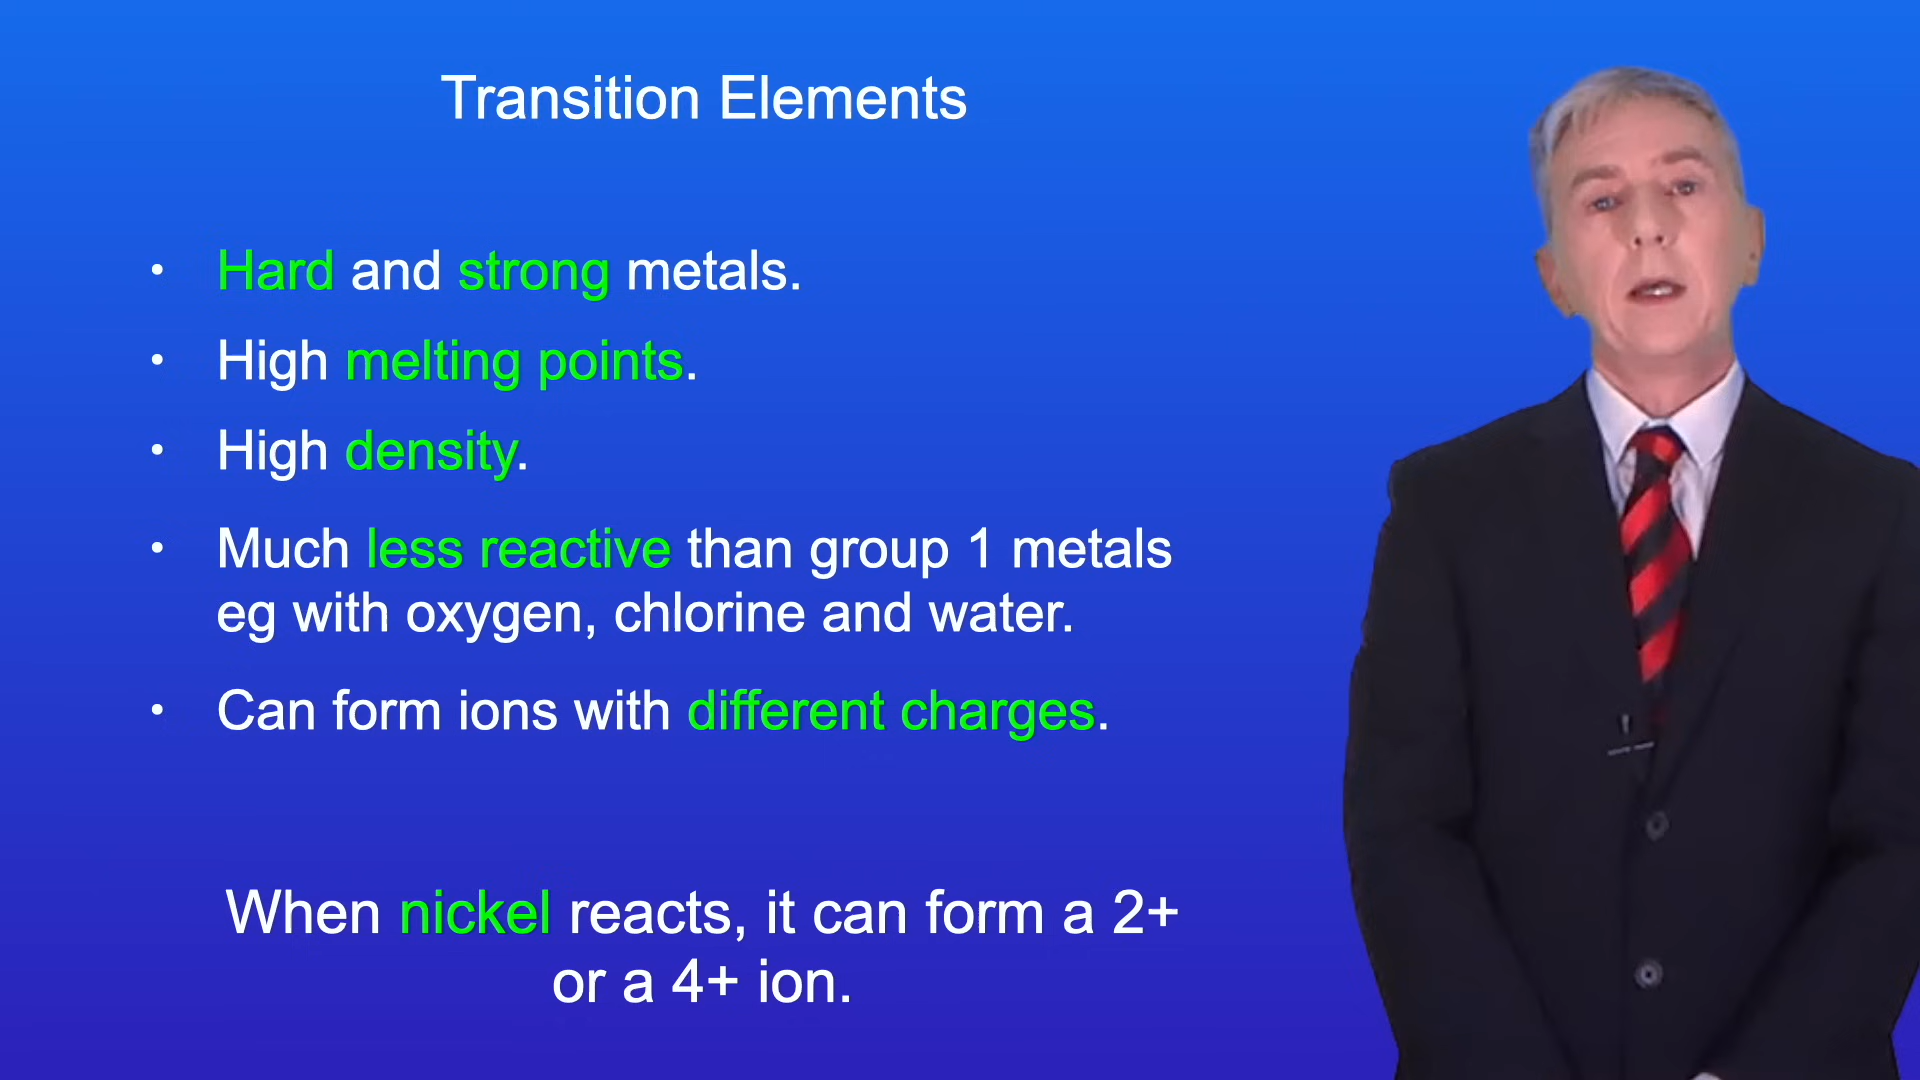 Transition Elements
• Hard and strong metals.
• High melting points.
• High density.
• Much less reactive than group 1 metals
eg with oxygen, chlorine and water.
• Can form ions with different charges.
When nickel reacts, it can form a 2+
or a 4+ ion.